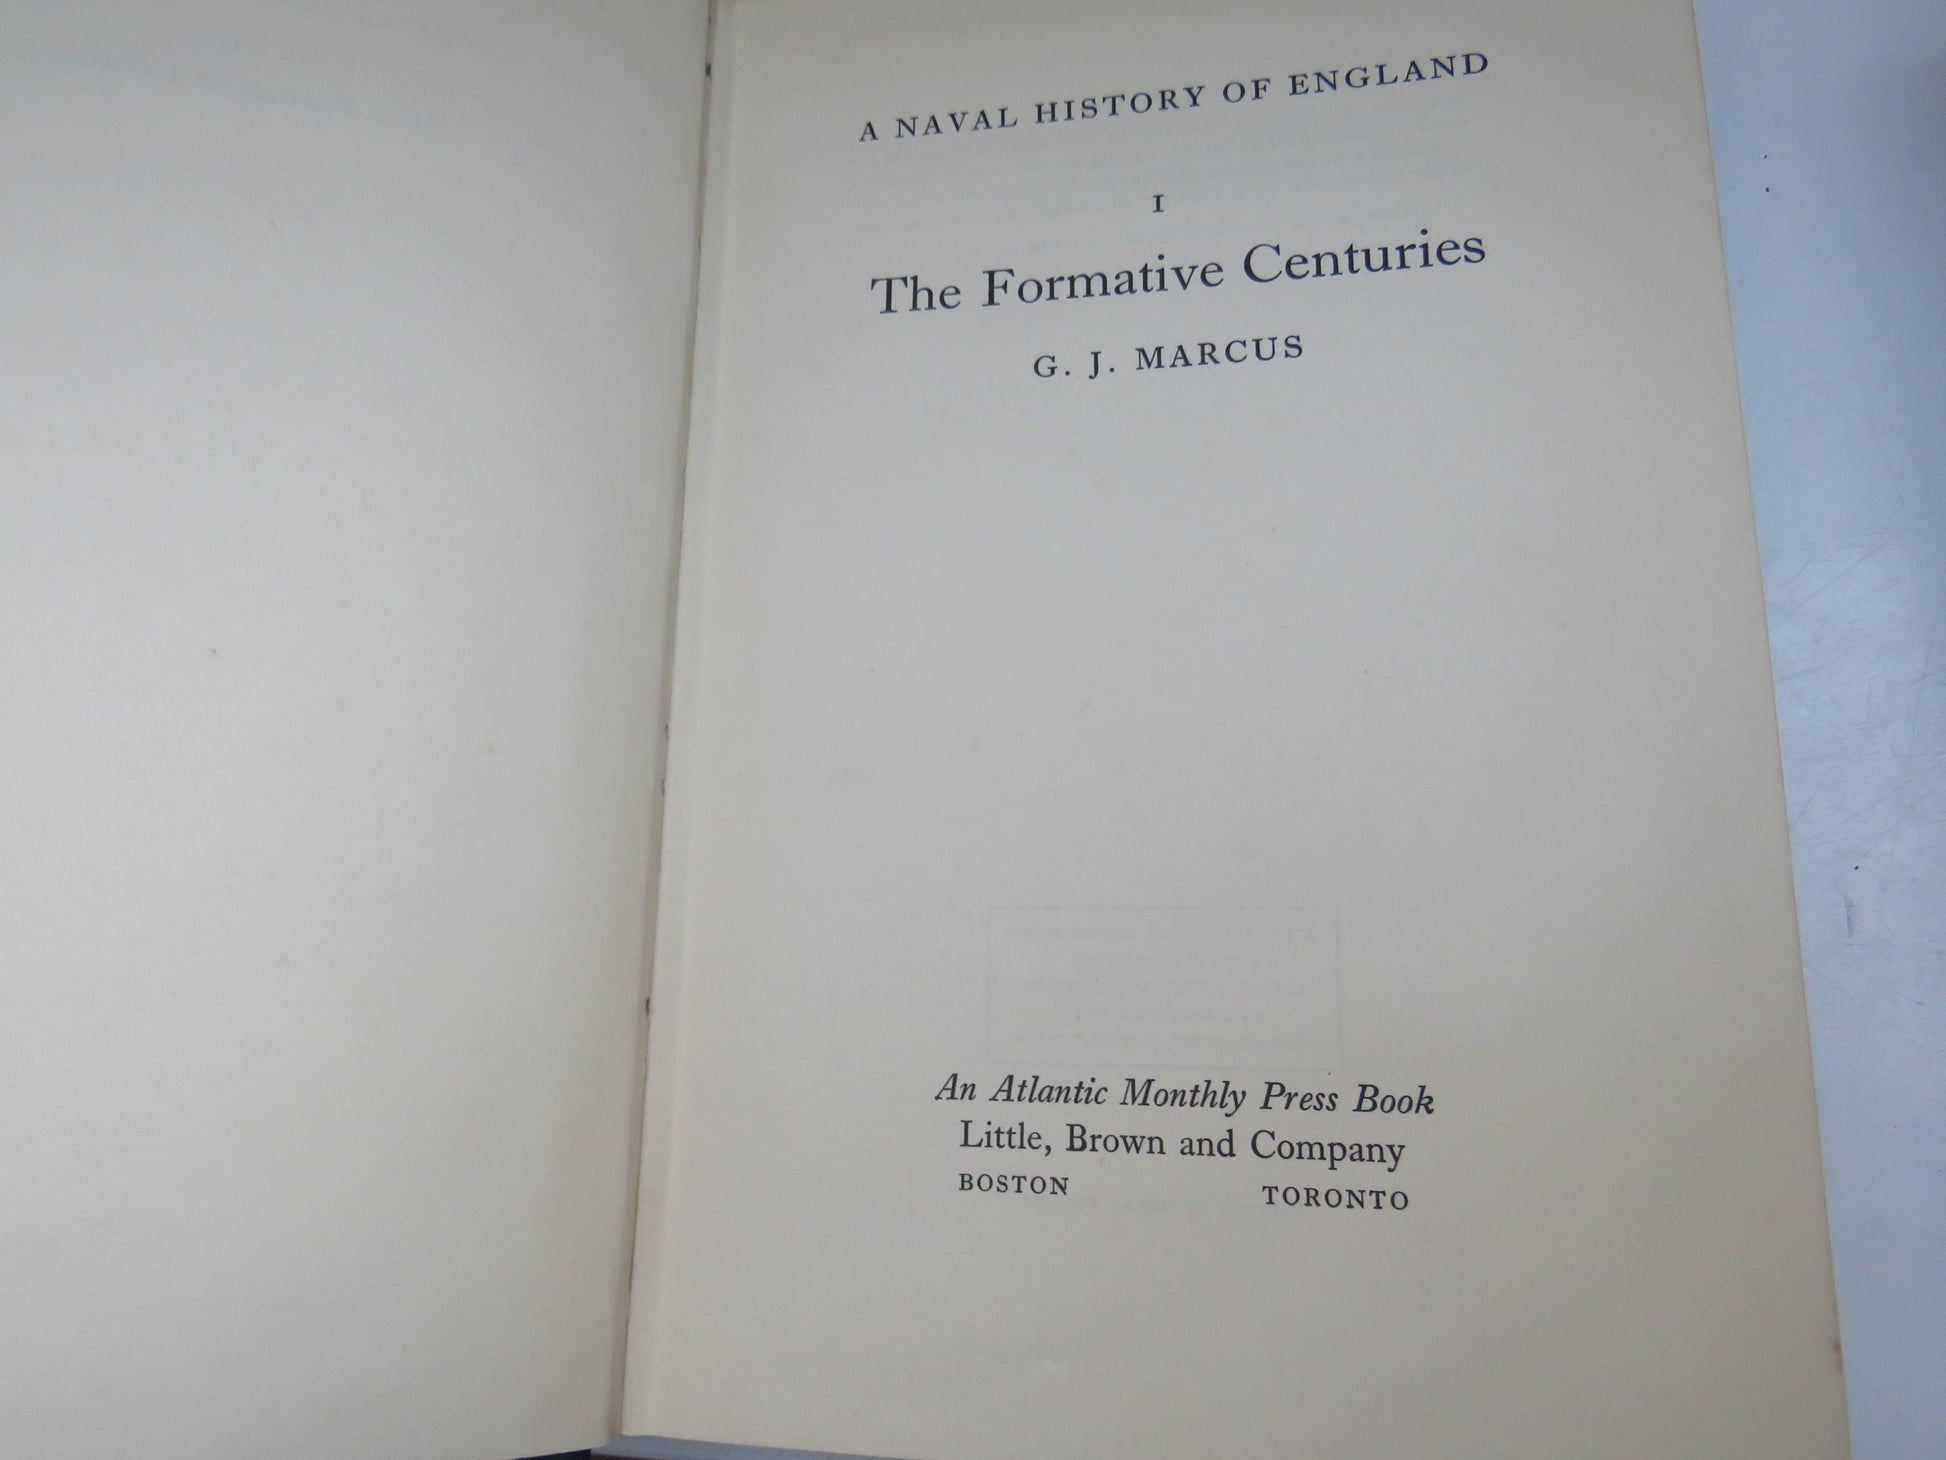 A NAVAL HISTORY OF ENGLAND
I
The Formative Centuries
G. J. MARCUS
An Atlantic Monthly Press Book
Little, Brown and Company
BOSTON TORONTO